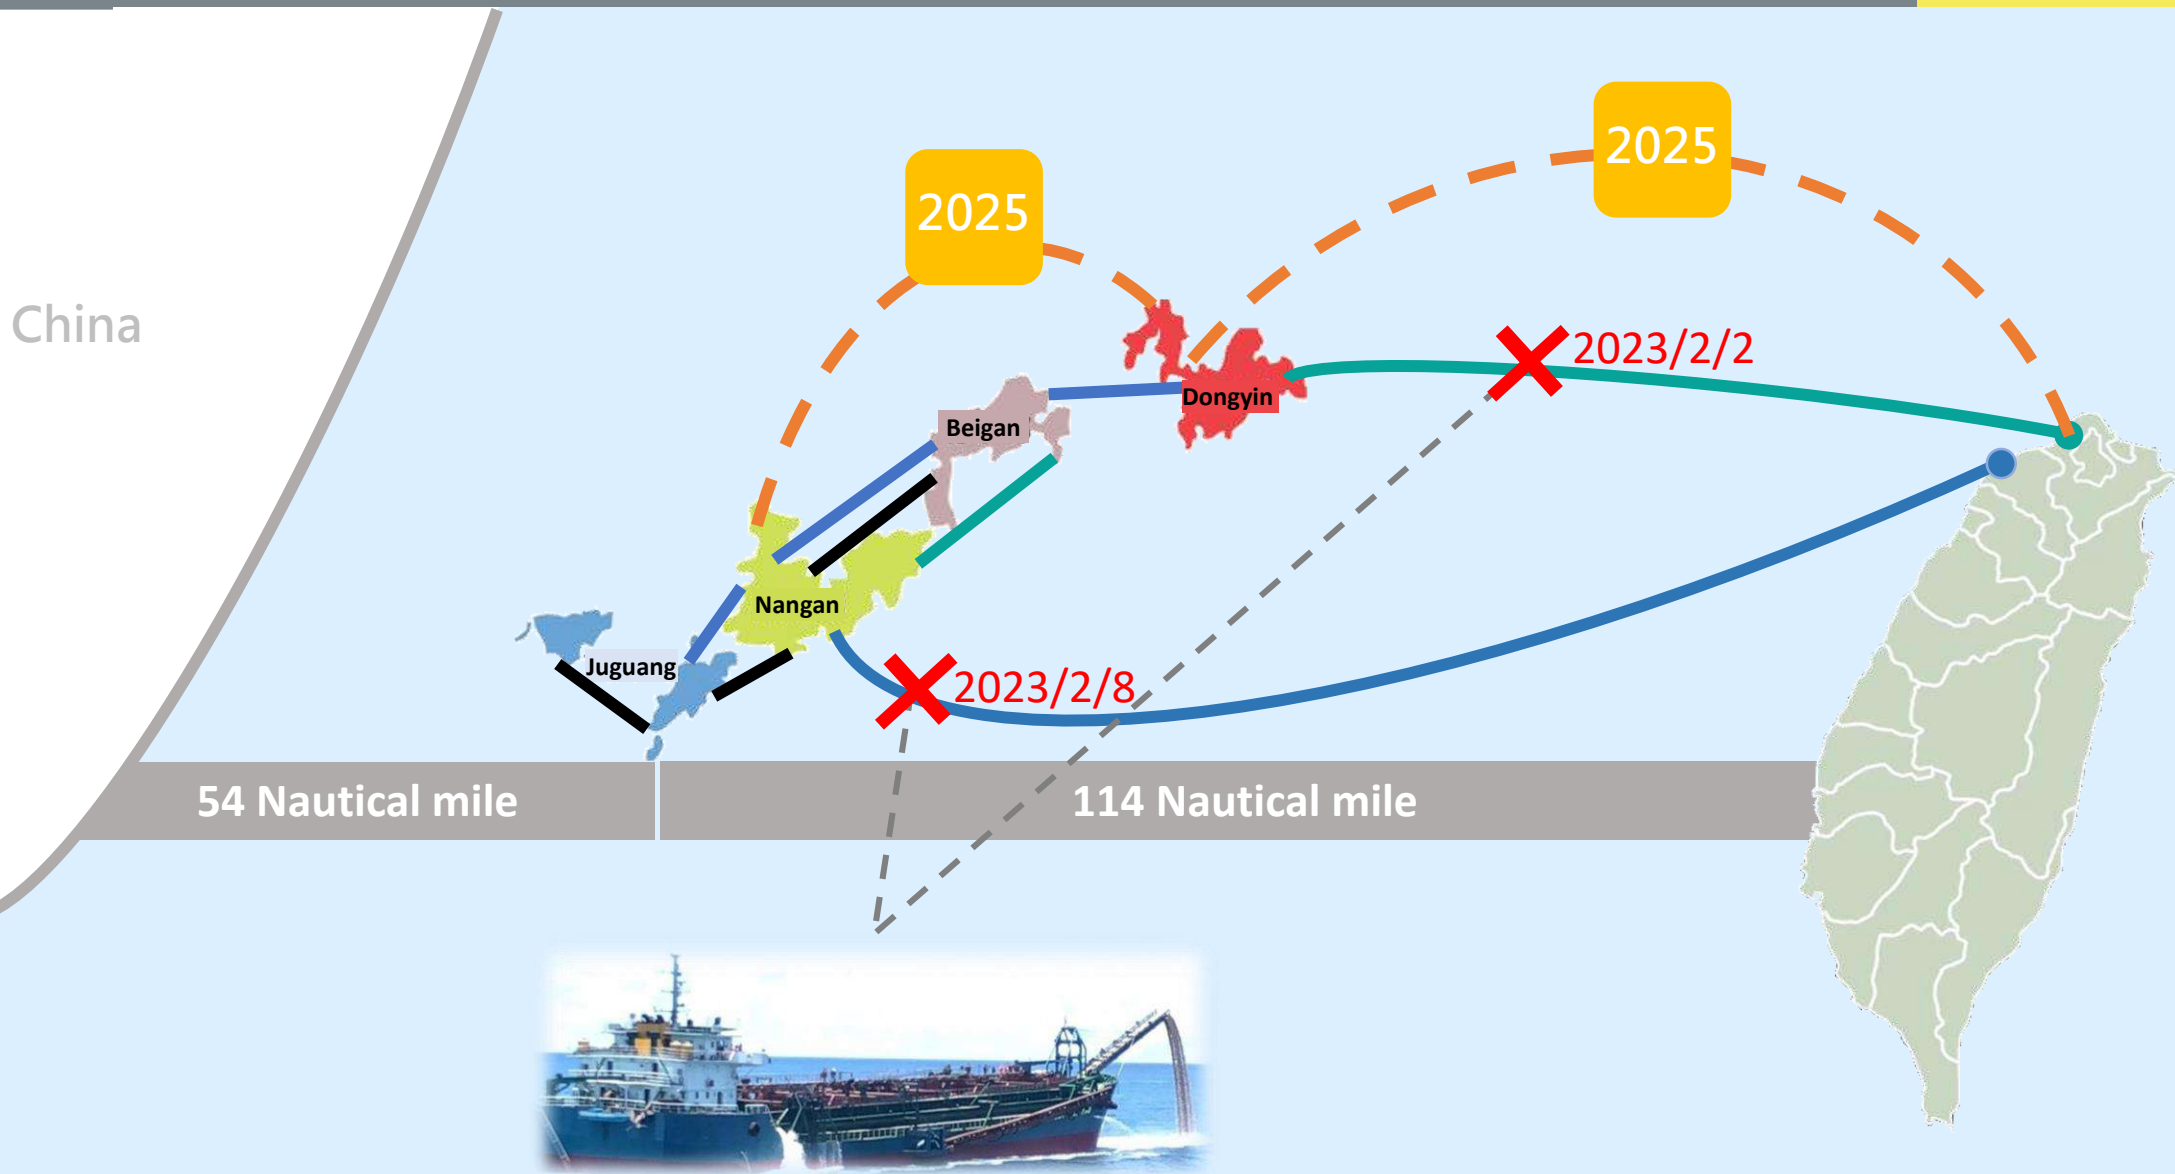 2025
2025
China
2023/2/2
Dongyin
Beigan
Nangan
Juguang
2023/2/8
54 Nautical mile
114 Nautical mile